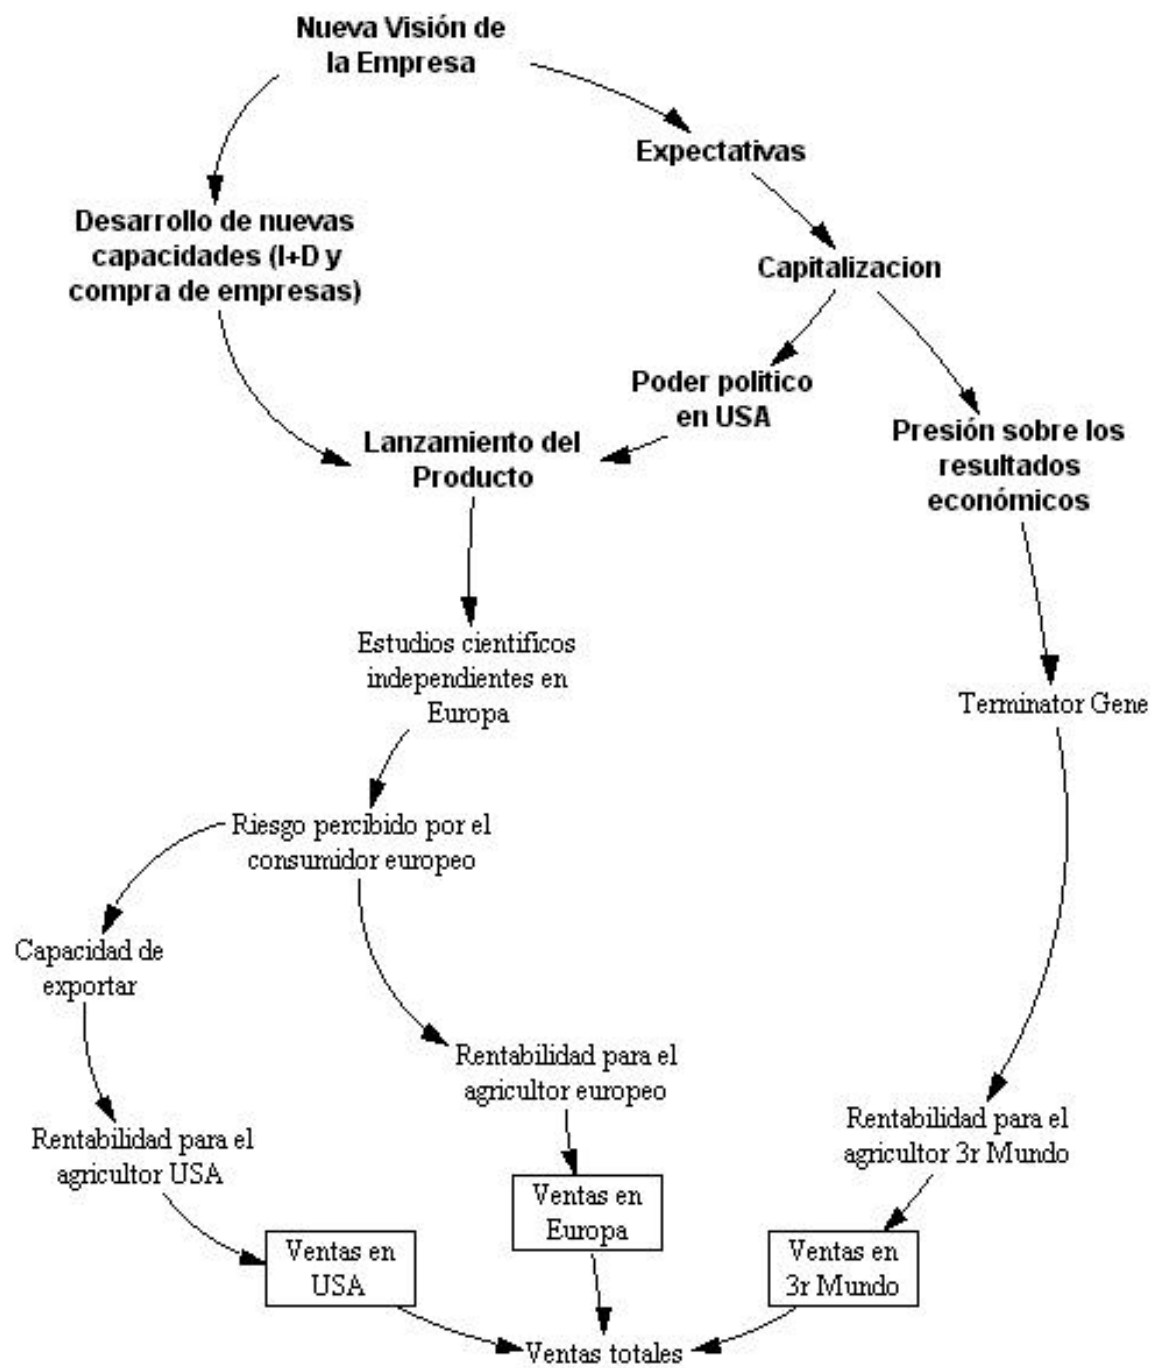 Nueva Visión de
la Empresa
Expectativas
Desarrollo de nuevas
capacidades (I+D y
compra de empresas)
Capitalizacion
Poder politico
en USA
Lanzamiento del
Producto
Presión sobre los
resultados
económicos
Estudios cientifícos
independientes en
Europa
Terminator Gene
Riesgo percibido por el
consumidor europeo
Capacidad de
exportar
Rentabilidad para el
agricultor europeo
Rentabilidad para el
agricultor USA
Rentabilidad para el
agricultor 3r Mundo
Ventas en
Europa
Ventas en
USA
Ventas en
3r Mundo
Ventas totales